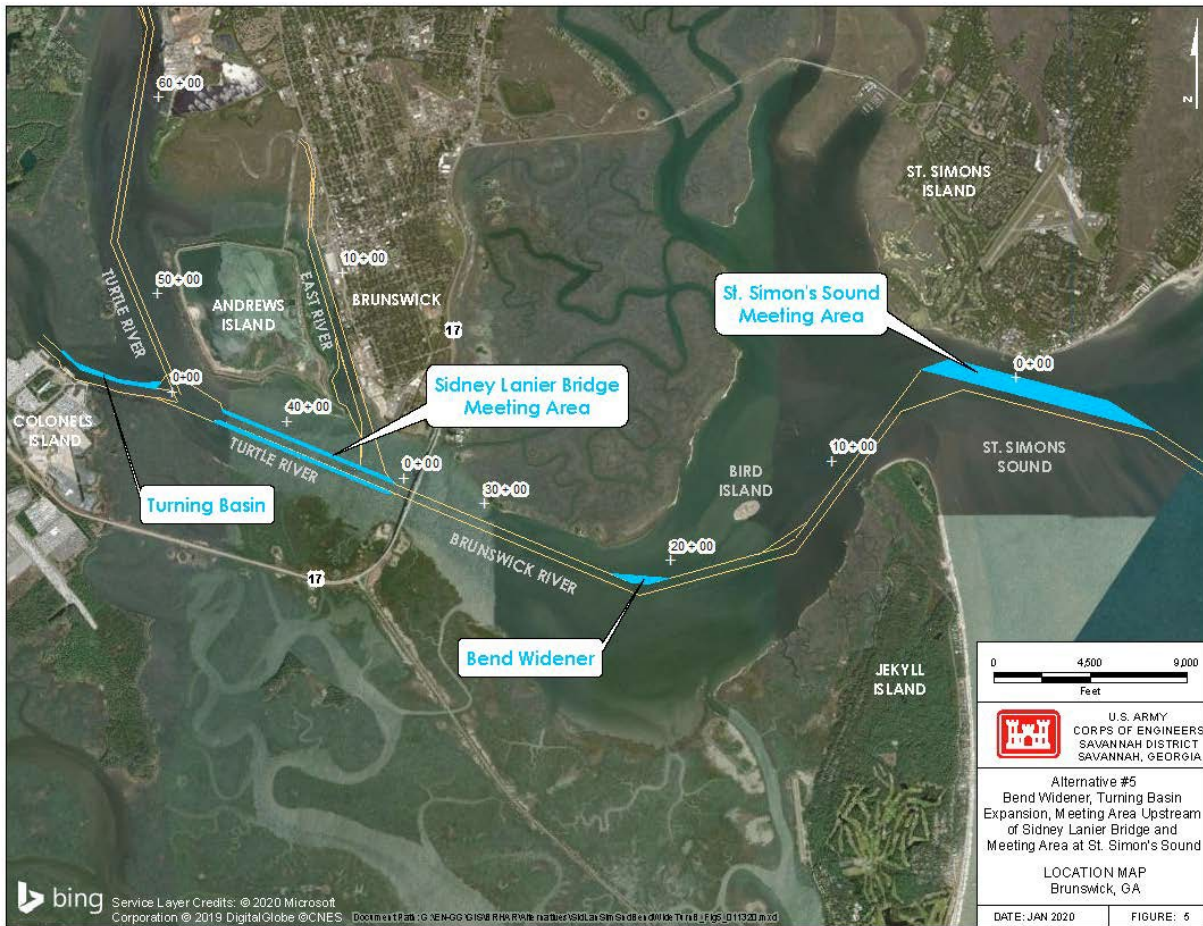 60+00
ST. SIMONS
ISLAND
N
10+00
50+00
TURTLE RIVER
ANDREWS
ISLAND
EAST RIVER
BRUNSWICK
17
St. Simon's Sound
Meeting Area
0+00
0+00
Sidney Lanier Bridge
Meeting Area
40+00
COLONELS
ISLAND
TURTLE RIVER
0+00
10+00
ST. SIMONS
SOUND
BIRD
ISLAND
Turning Basin
30+00
BRUNSWICK RIVER
20+00
17
Bend Widener
JEKYLL
ISLAND
0 4,500 9,000
Feet
U.S. ARMY
CORPS OF ENGINEERS
SAVANNAH DISTRICT
SAVANNAH, GEORGIA
Alternative #5
Bend Widener, Turning Basin
Expansion, Meeting Area Upstream
of Sidney Lanier Bridge and
Meeting Area at St. Simon's Sound
LOCATION MAP
Brunswick, GA
DATE: JAN 2020 FIGURE: 5
bing
Service Layer Credits: © 2020 Microsoft
Corporation © 2019 DigitalGlobe ©CNES
Document Path: